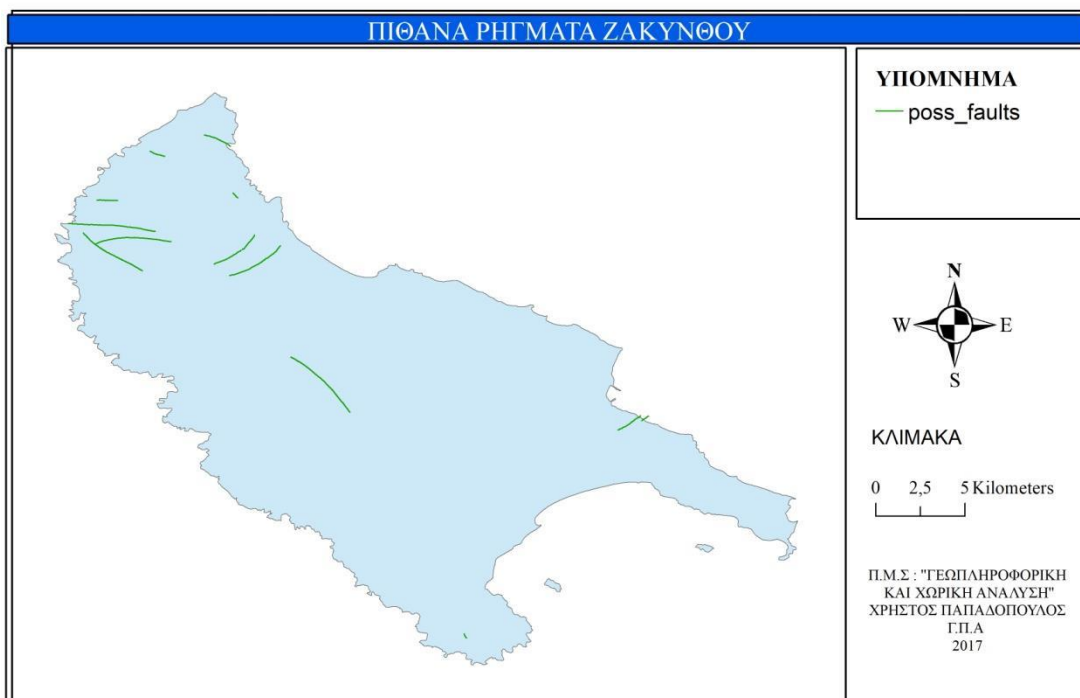 ΠΙΘΑΝΑ ΡΗΓΜΑΤΑ ΖΑΚΥΝΘΟΥ
ΥΠΟΜΝΗΜΑ
poss_faults
N
W E
S
ΚΛΙΜΑΚΑ
0 2,5 5 Kilometers
Π.Μ.Σ : "ΓΕΩΠΛΗΡΟΦΟΡΙΚΗ
ΚΑΙ ΧΩΡΙΚΗ ΑΝΑΛΥΣΗ"
ΧΡΗΣΤΟΣ ΠΑΠΑΔΟΠΟΥΛΟΣ
Γ.Π.Α
2017